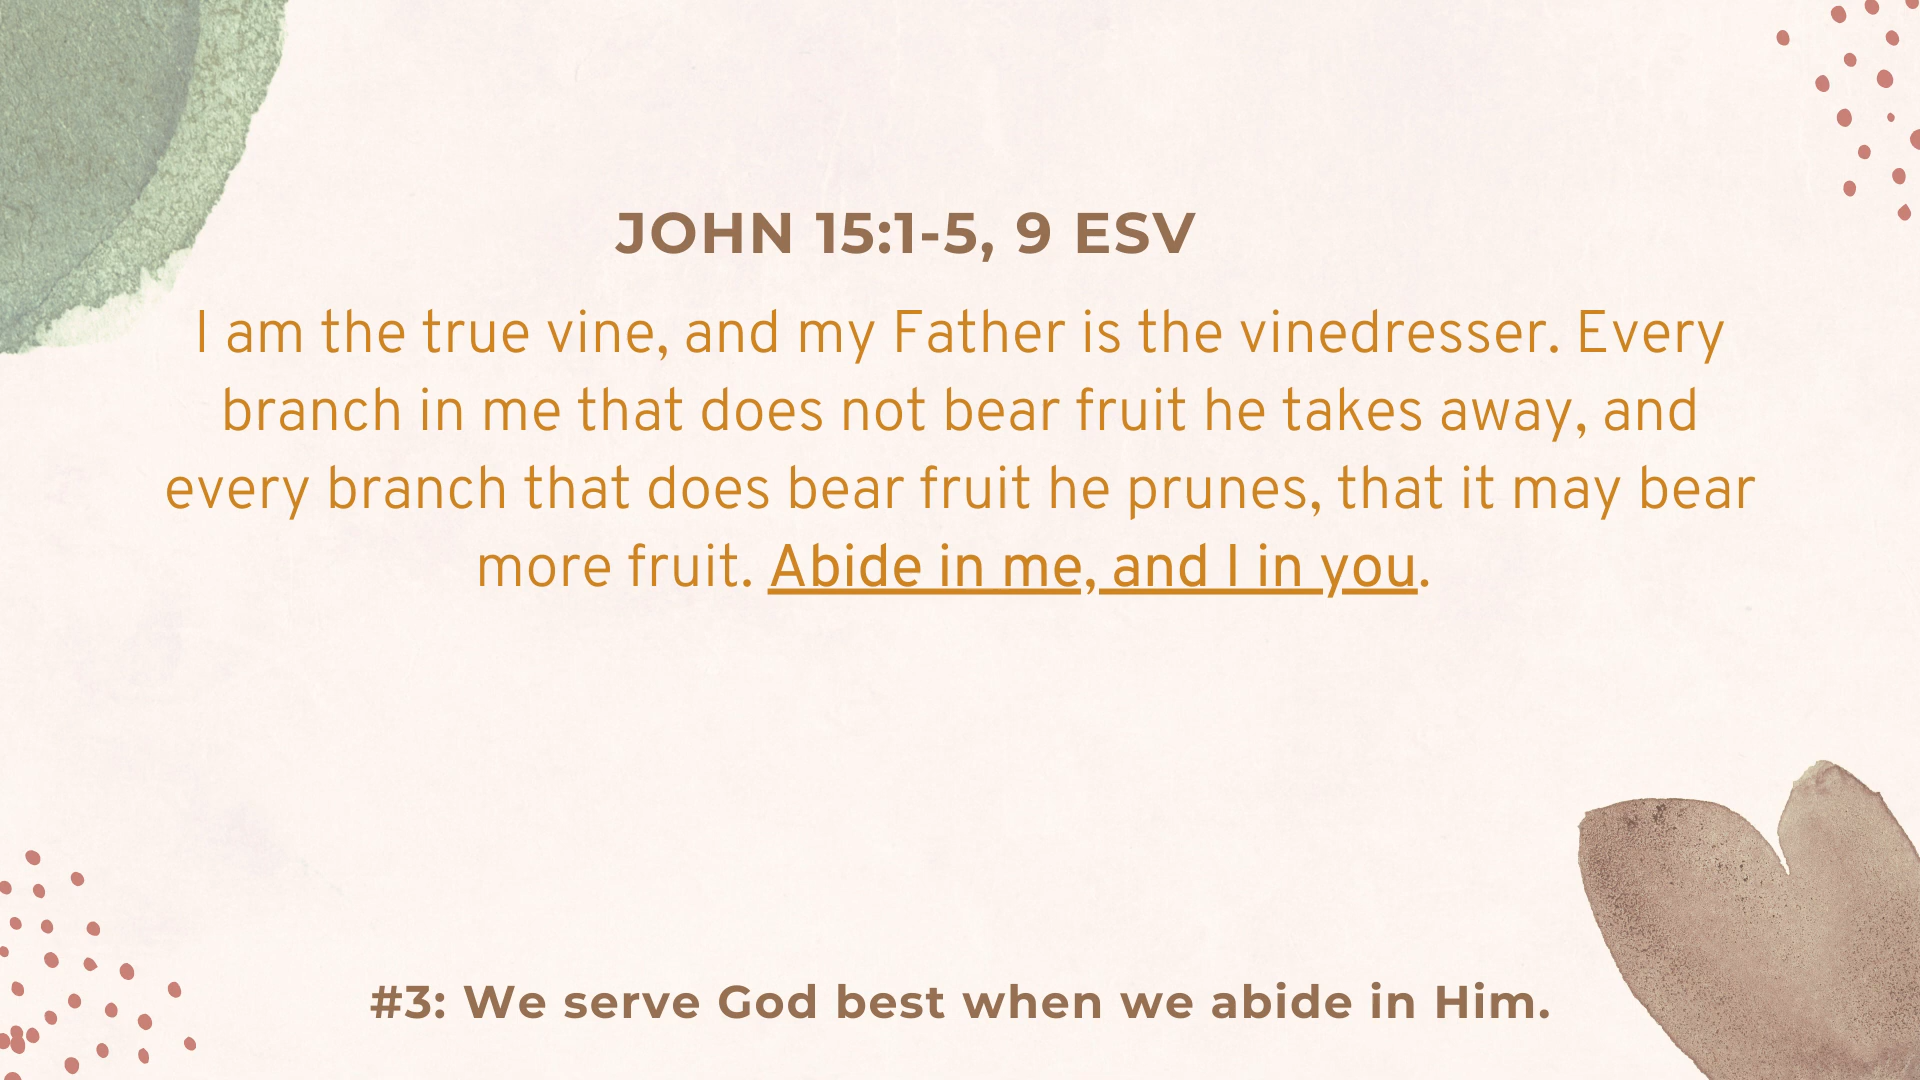 JOHN 15:1-5, 9 ESV
I am the true vine, and my Father is the vinedresser. Every
branch in me that does not bear fruit he takes away, and
every branch that does bear fruit he prunes, that it may bear
more fruit. Abide in me, and I in you.
#3: We serve God best when we abide in Him.